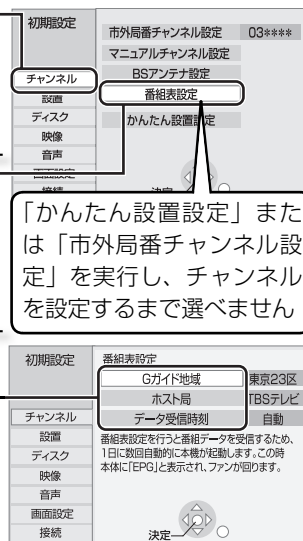 初期設定
市外局番チャンネル設定 03****
マニュアルチャンネル設定
チャンネル
BSアンテナ設定
設置
番組表設定
ディスク
かんたん設置設定
映像
音声
画面設定
接続
決定
「かんたん設置設定」また
は「市外局番チャンネル設
定」を実行し、チャンネル
を設定するまで選べません
初期設定
番組表設定
Gガイド地域 東京23区
ホスト局 TBSテレビ
チャンネル
データ受信時刻 自動
設置
ディスク
映像
音声
画面設定
接続
番組表設定を行うと番組データを受信するため、
1日に数回自動的に本機が起動します。この時
本体に「EPG」と表示され、ファンが回ります。
決定